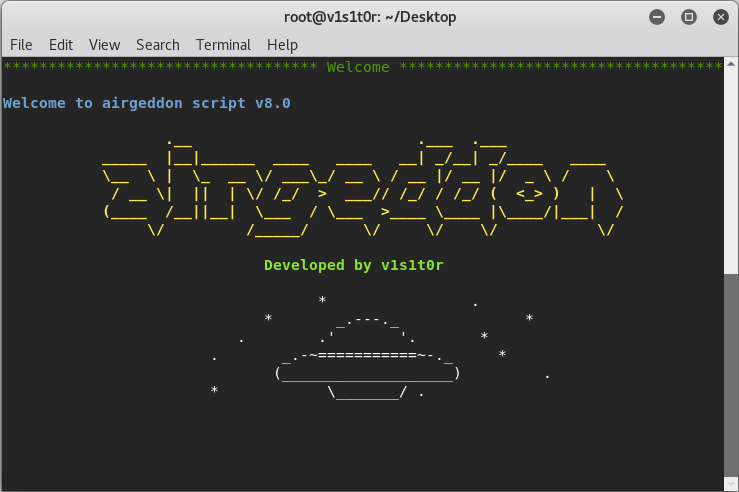 root@v1s1t0r: ~/Desktop
File Edit View Search Terminal Help
*********************************** Welcome ************************************
Welcome to airgeddon script v8.0
airgeddon
Developed by v1s1t0r